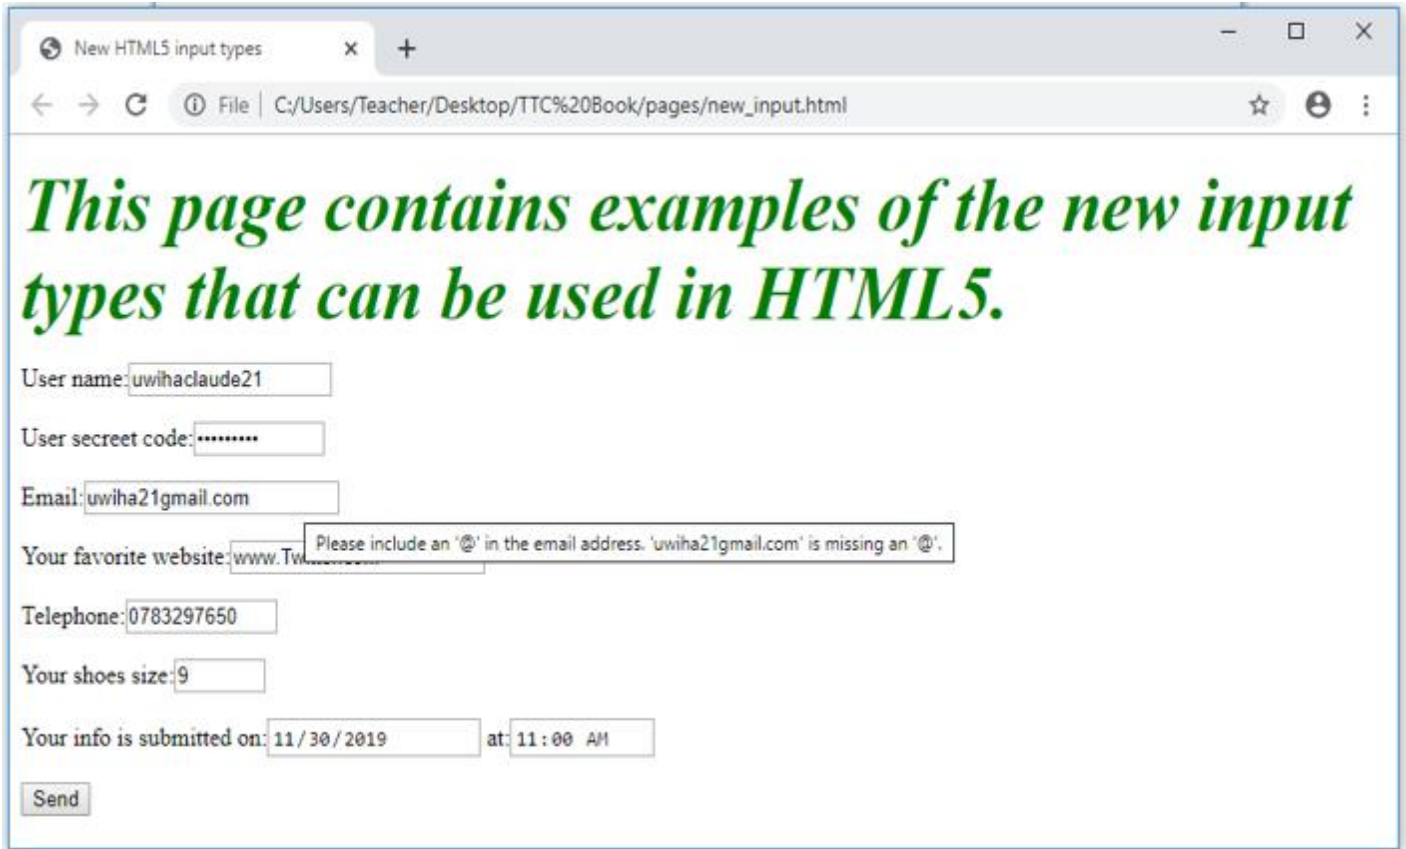 New HTML5 input types
File C:/Users/Teacher/Desktop/TTC%20Book/pages/new_input.html
This page contains examples of the new input
types that can be used in HTML5.
User name:uwihaclaude21
User secreet code:•••••••••
Email:uwiha21gmail.com
Please include an '@' in the email address. 'uwiha21gmail.com' is missing an '@'.
Your favorite website:www.
Telephone:0783297650
Your shoes size:9
Your info is submitted on:11/30/2019 at:11:00 AM
Send